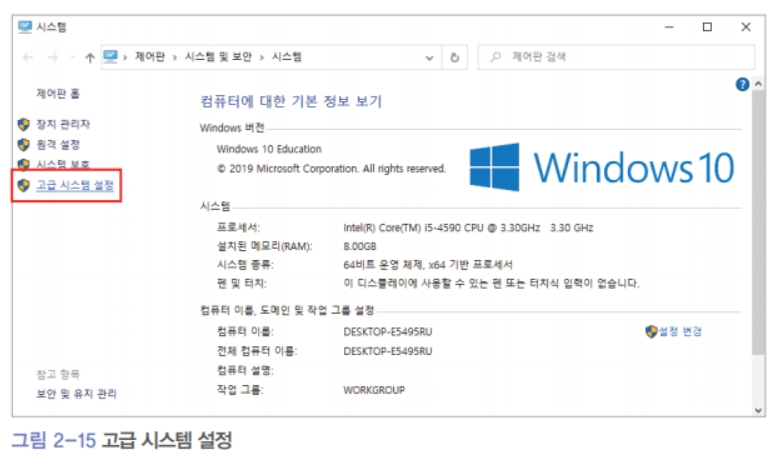 시스템
제어판 › 시스템 및 보안 › 시스템
제어판 검색
제어판 홈
장치 관리자
원격 설정
시스템 보호
고급 시스템 설정
컴퓨터에 대한 기본 정보 보기
Windows 버전
Windows 10 Education
© 2019 Microsoft Corporation. All rights reserved.
Windows 10
시스템
프로세서: Intel(R) Core(TM) i5-4590 CPU @ 3.30GHz 3.30 GHz
설치된 메모리(RAM): 8.00GB
시스템 종류: 64비트 운영 체제, x64 기반 프로세서
펜 및 터치: 이 디스플레이에 사용할 수 있는 펜 또는 터치식 입력이 없습니다.
컴퓨터 이름, 도메인 및 작업 그룹 설정
컴퓨터 이름: DESKTOP-E5495RU
설정 변경
전체 컴퓨터 이름: DESKTOP-E5495RU
컴퓨터 설명:
작업 그룹: WORKGROUP
참고 항목
보안 및 유지 관리
그림 2-15 고급 시스템 설정